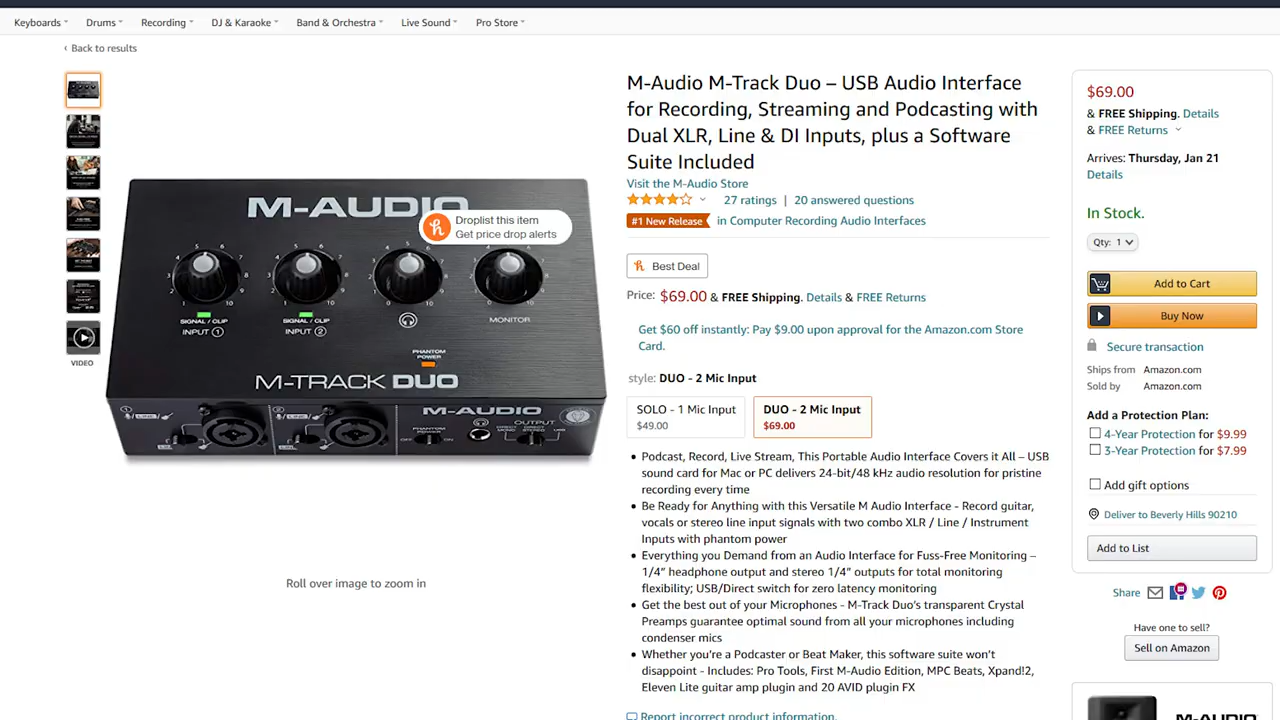 Keyboards
Drums
Recording
DJ & Karaoke
Band & Orchestra
Live Sound
Pro Store
‹ Back to results
VIDEO
M-AUDIO
Droplist this item
Get price drop alerts
SIGNAL / CLIP
INPUT 1
SIGNAL / CLIP
INPUT 2
MONITOR
PHANTOM
POWER
M-TRACK DUO
M-AUDIO
PHANTOM
POWER
OFF
ON
OUTPUT
DIRECT
MONO
DIRECT
STEREO
USB
Roll over image to zoom in
M-Audio M-Track Duo – USB Audio Interface
for Recording, Streaming and Podcasting with
Dual XLR, Line & DI Inputs, plus a Software
Suite Included
Visit the M-Audio Store
27 ratings | 20 answered questions
#1 New Release in Computer Recording Audio Interfaces
Best Deal
Price: $69.00 & FREE Shipping. Details & FREE Returns
Get $60 off instantly: Pay $9.00 upon approval for the Amazon.com Store
Card.
style: DUO - 2 Mic Input
SOLO - 1 Mic Input
$49.00
DUO - 2 Mic Input
$69.00
• Podcast, Record, Live Stream, This Portable Audio Interface Covers it All – USB
sound card for Mac or PC delivers 24-bit/48 kHz audio resolution for pristine
recording every time
• Be Ready for Anything with this Versatile M Audio Interface - Record guitar,
vocals or stereo line input signals with two combo XLR / Line / Instrument
Inputs with phantom power
• Everything you Demand from an Audio Interface for Fuss-Free Monitoring –
1/4” headphone output and stereo 1/4” outputs for total monitoring
flexibility; USB/Direct switch for zero latency monitoring
• Get the best out of your Microphones - M-Track Duo’s transparent Crystal
Preamps guarantee optimal sound from all your microphones including
condenser mics
• Whether you’re a Podcaster or Beat Maker, this software suite won’t
disappoint - Includes: Pro Tools, First M-Audio Edition, MPC Beats, Xpand!2,
Eleven Lite guitar amp plugin and 20 AVID plugin FX
Report incorrect product information.
$69.00
& FREE Shipping. Details
& FREE Returns
Arrives: Thursday, Jan 21
Details
In Stock.
Qty: 1
Add to Cart
Buy Now
Secure transaction
Ships from Amazon.com
Sold by Amazon.com
Add a Protection Plan:
4-Year Protection for $9.99
3-Year Protection for $7.99
Add gift options
Deliver to Beverly Hills 90210
Add to List
Share
Have one to sell?
Sell on Amazon
M-AUDIO